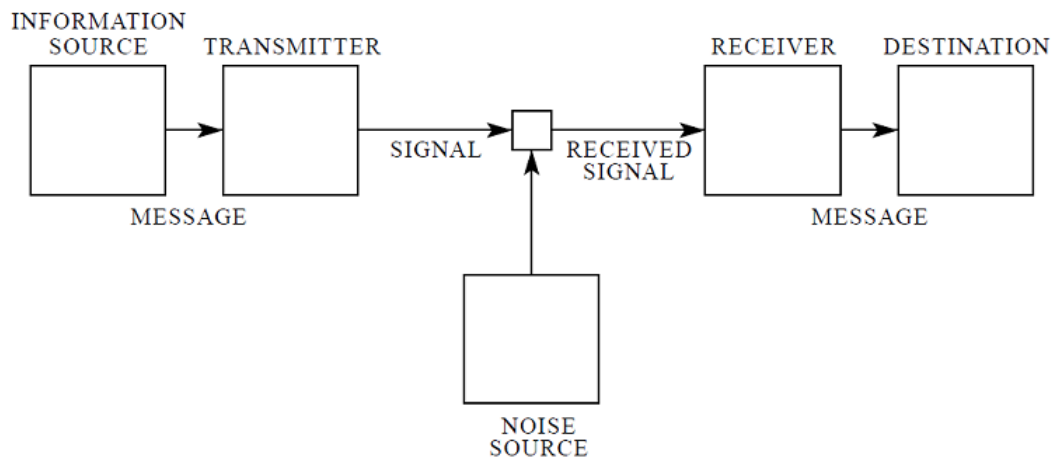 INFORMATION
SOURCE
TRANSMITTER
RECEIVER
DESTINATION
SIGNAL
RECEIVED
SIGNAL
MESSAGE
MESSAGE
NOISE
SOURCE